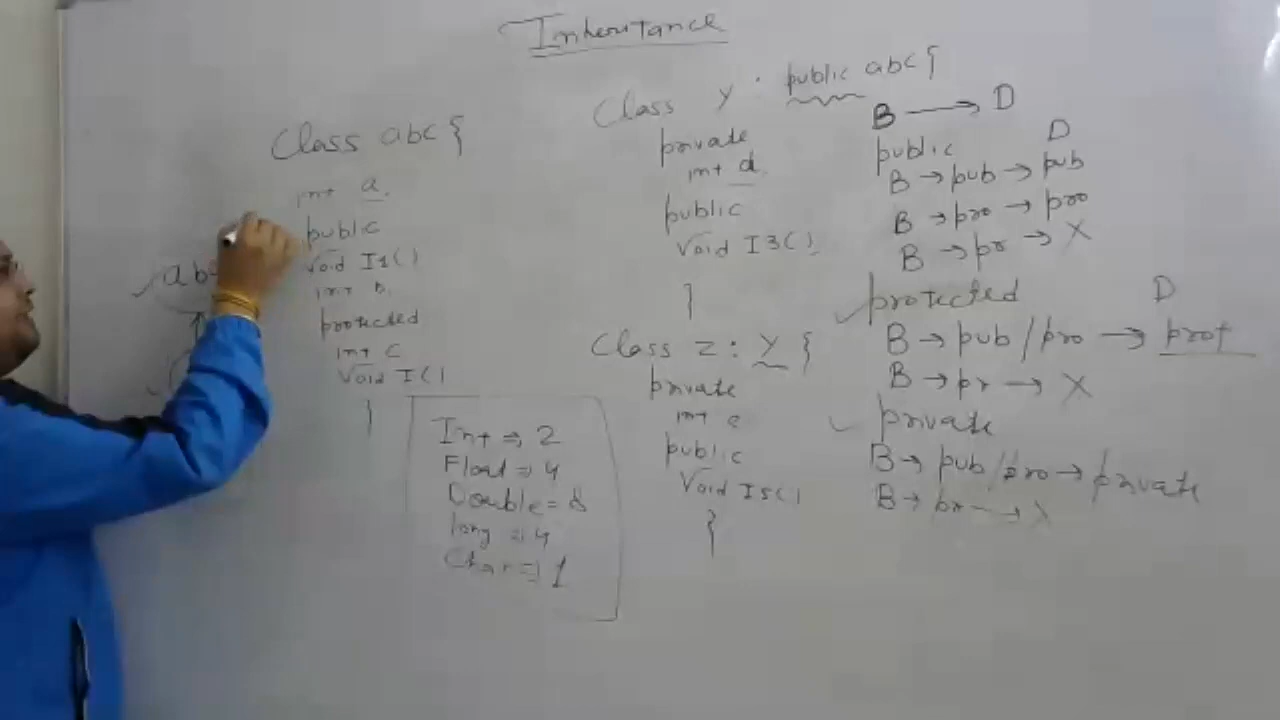 Inheritance
Class abc {
int a.
public
void I1()
int b.
protected
int c
void I()
}
ab
Int => 2
Float => 4
Double = 8
long => 4
Char => 1
Class Y : public abc {
private
int d.
public
void I3()
}
Class Z : Y {
private
int e
public
void I5()
}
B → D
public D
B → pub → pub
B → pro → pro
B → pr → X
✓ protected D
B → pub / pro → prot
B → pr → X
✓ private
B → pub / pro → private
B → pr → X